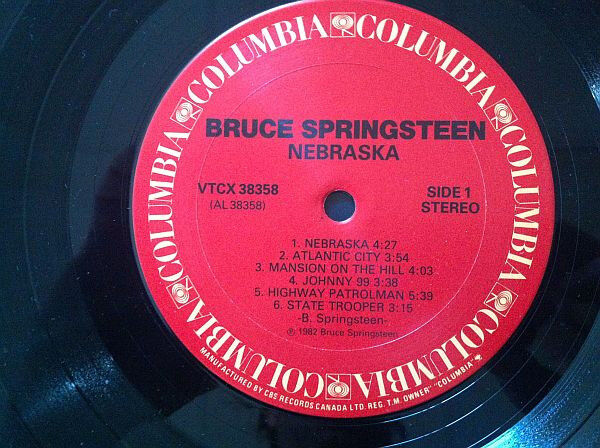 COLUMBIA COLUMBIA COLUMBIA COLUMBIA COLUMBIA COLUMBIA
BRUCE SPRINGSTEEN
NEBRASKA
VTCX 38358
(AL 38358)
SIDE 1
STEREO
1. NEBRASKA 4:27
2. ATLANTIC CITY 3:54
3. MANSION ON THE HILL 4:03
4. JOHNNY 99 3:38
5. HIGHWAY PATROLMAN 5:39
6. STATE TROOPER 3:15
-B. Springsteen-
℗ 1982 Bruce Springsteen
MANUFACTURED BY CBS RECORDS CANADA LTD. REG. T.M. OWNER "COLUMBIA"